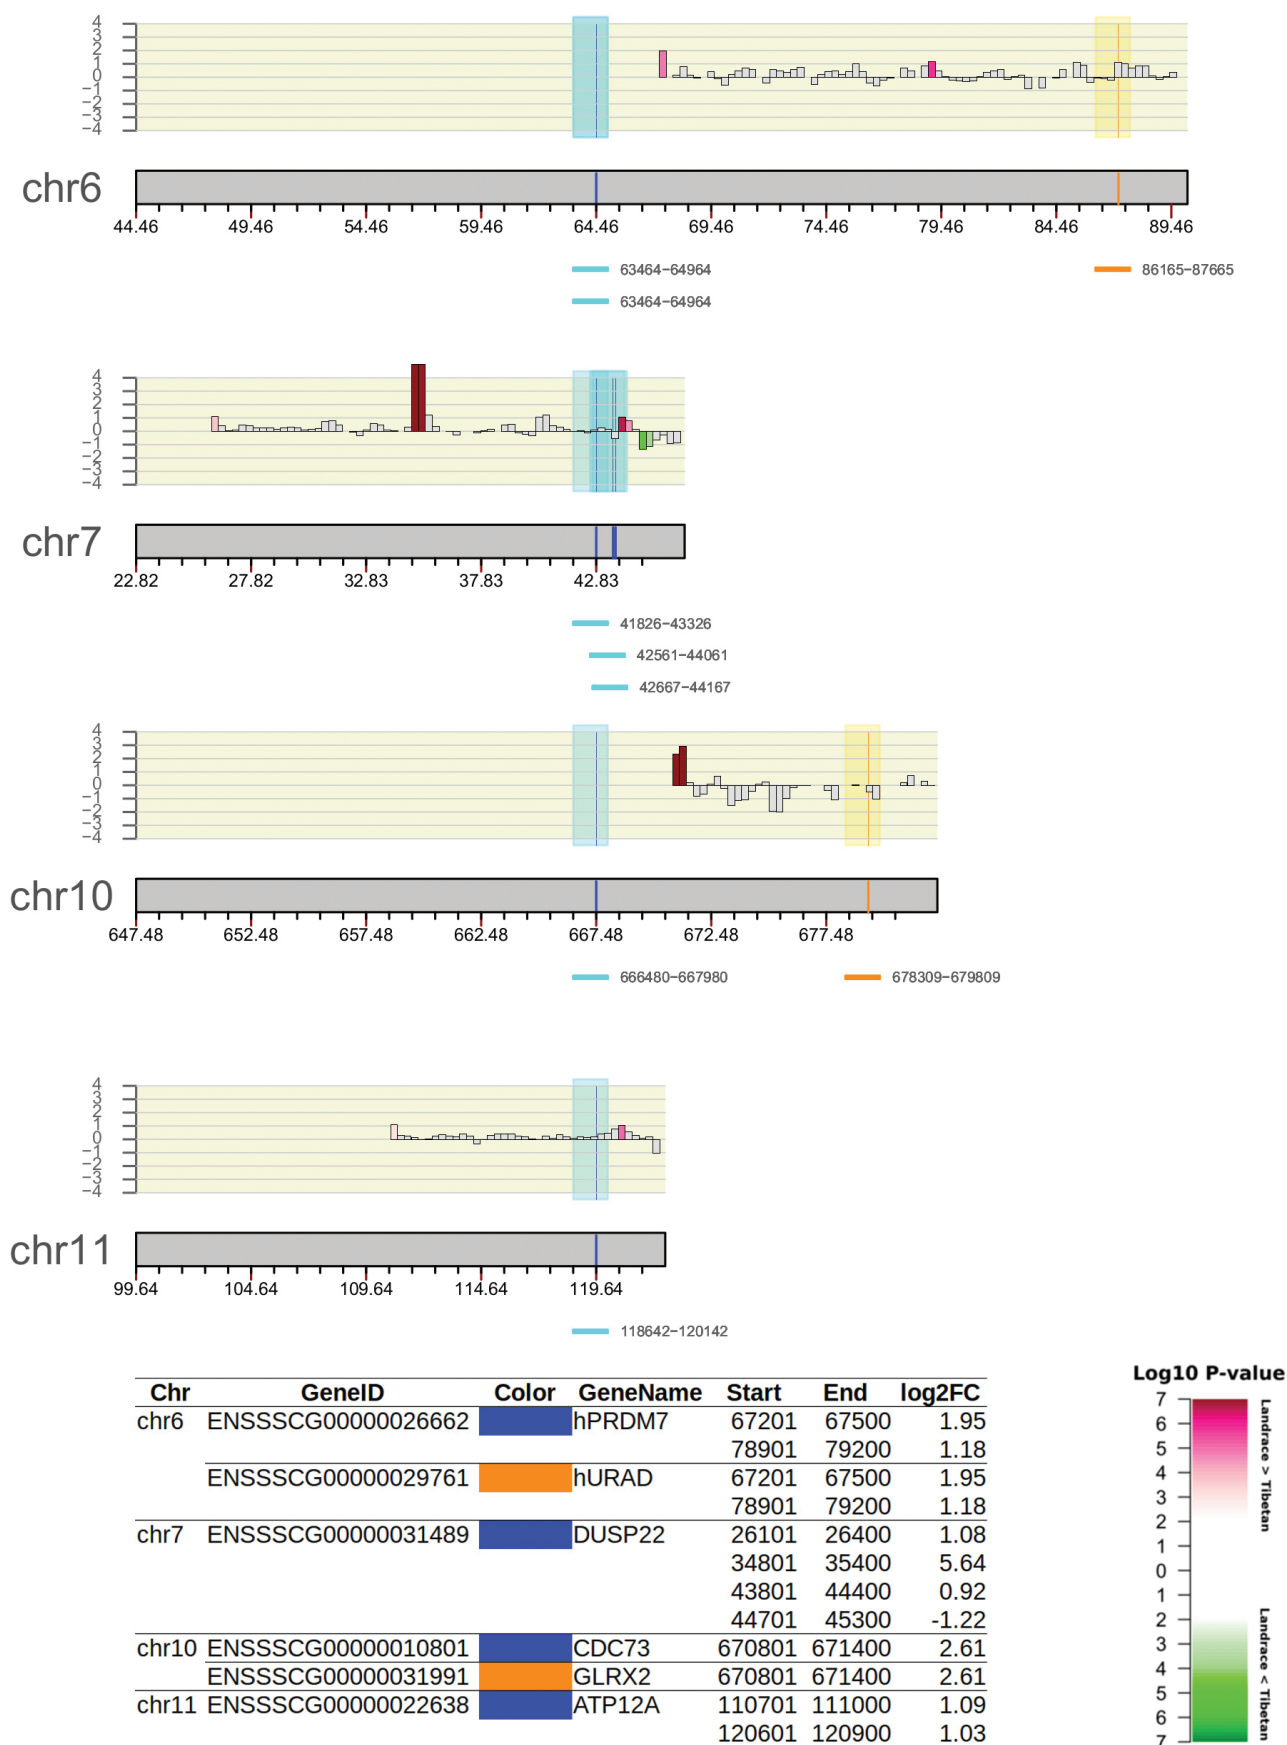 4
3
2
1
0
−1
−2
−3
−4
chr6
44.46 49.46 54.46 59.46 64.46 69.46 74.46 79.46 84.46 89.46
63464−64964 86165−87665
63464−64964
4
3
2
1
0
−1
−2
−3
−4
chr7
22.82 27.82 32.83 37.83 42.83
41826−43326
42561−44061
42667−44167
4
3
2
1
0
−1
−2
−3
−4
chr10
647.48 652.48 657.48 662.48 667.48 672.48 677.48
666480−667980 678309−679809
4
3
2
1
0
−1
−2
−3
−4
chr11
99.64 104.64 109.64 114.64 119.64
118642−120142
Chr GeneID Color GeneName Start End log2FC
chr6 ENSSSCG00000026662 hPRDM7 67201 67500 1.95
78901 79200 1.18
ENSSSCG00000029761 hURAD 67201 67500 1.95
78901 79200 1.18
chr7 ENSSSCG00000031489 DUSP22 26101 26400 1.08
34801 35400 5.64
43801 44400 0.92
44701 45300 -1.22
chr10 ENSSSCG00000010801 CDC73 670801 671400 2.61
ENSSSCG00000031991 GLRX2 670801 671400 2.61
chr11 ENSSSCG00000022638 ATP12A 110701 111000 1.09
120601 120900 1.03
Log10 P-value
7
6
5
4
3
2
1
0
1
2
3
4
5
6
7
Landrace > Tibetan
Landrace < Tibetan